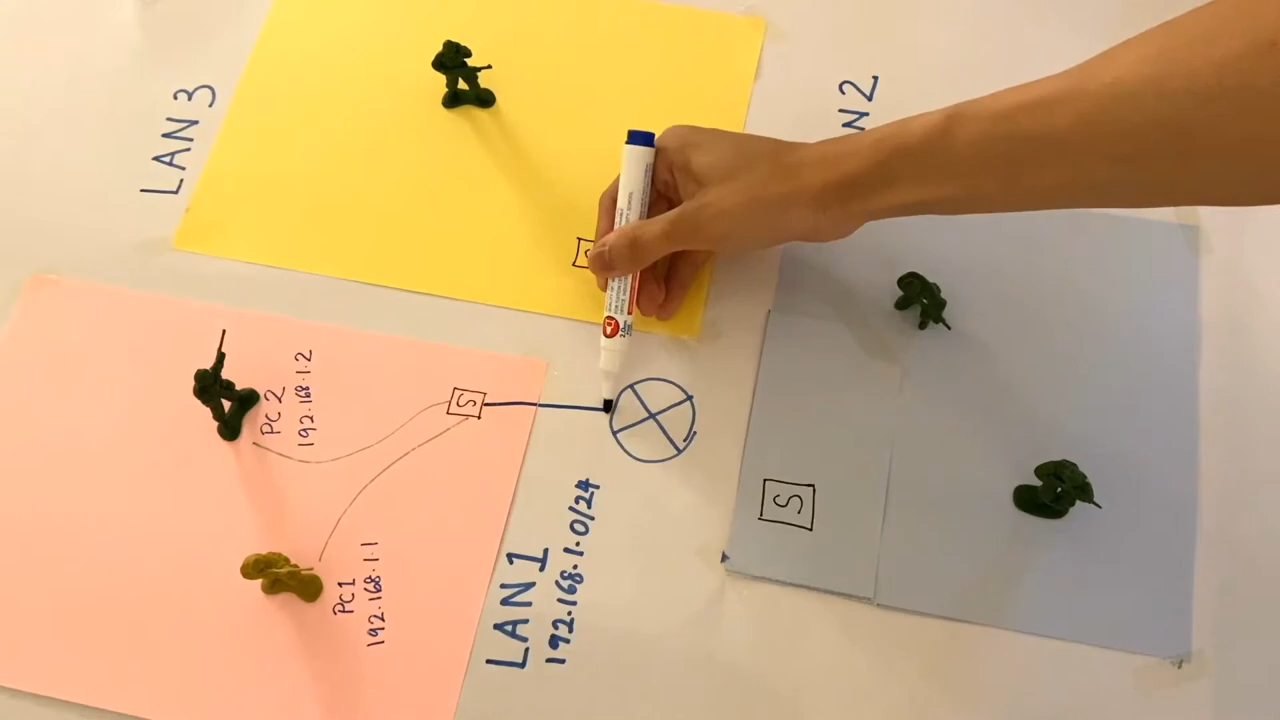 LAN 3
N 2
PC 2
192.168.1.2
S
PC1
192.168.1.1
LAN 1
192.168.1.0/24
S